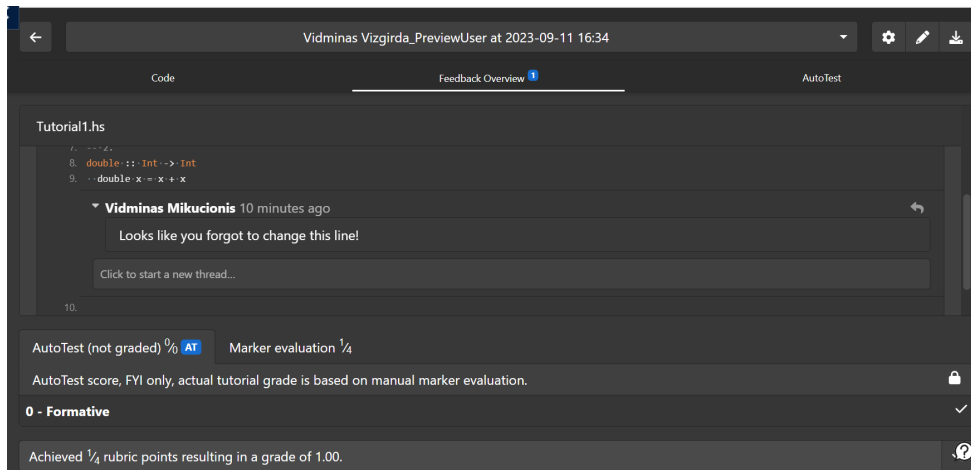 Vidminas Vizgirda_PreviewUser at 2023-09-11 16:34
Code
Feedback Overview 1
AutoTest
Tutorial1.hs
8. double :: Int -> Int
9. double x = x + x
Vidminas Mikucionis 10 minutes ago
Looks like you forgot to change this line!
Click to start a new thread...
10.
AutoTest (not graded) 0/0 AT
Marker evaluation 1/4
AutoTest score, FYI only, actual tutorial grade is based on manual marker evaluation.
0 - Formative
Achieved 1/4 rubric points resulting in a grade of 1.00.